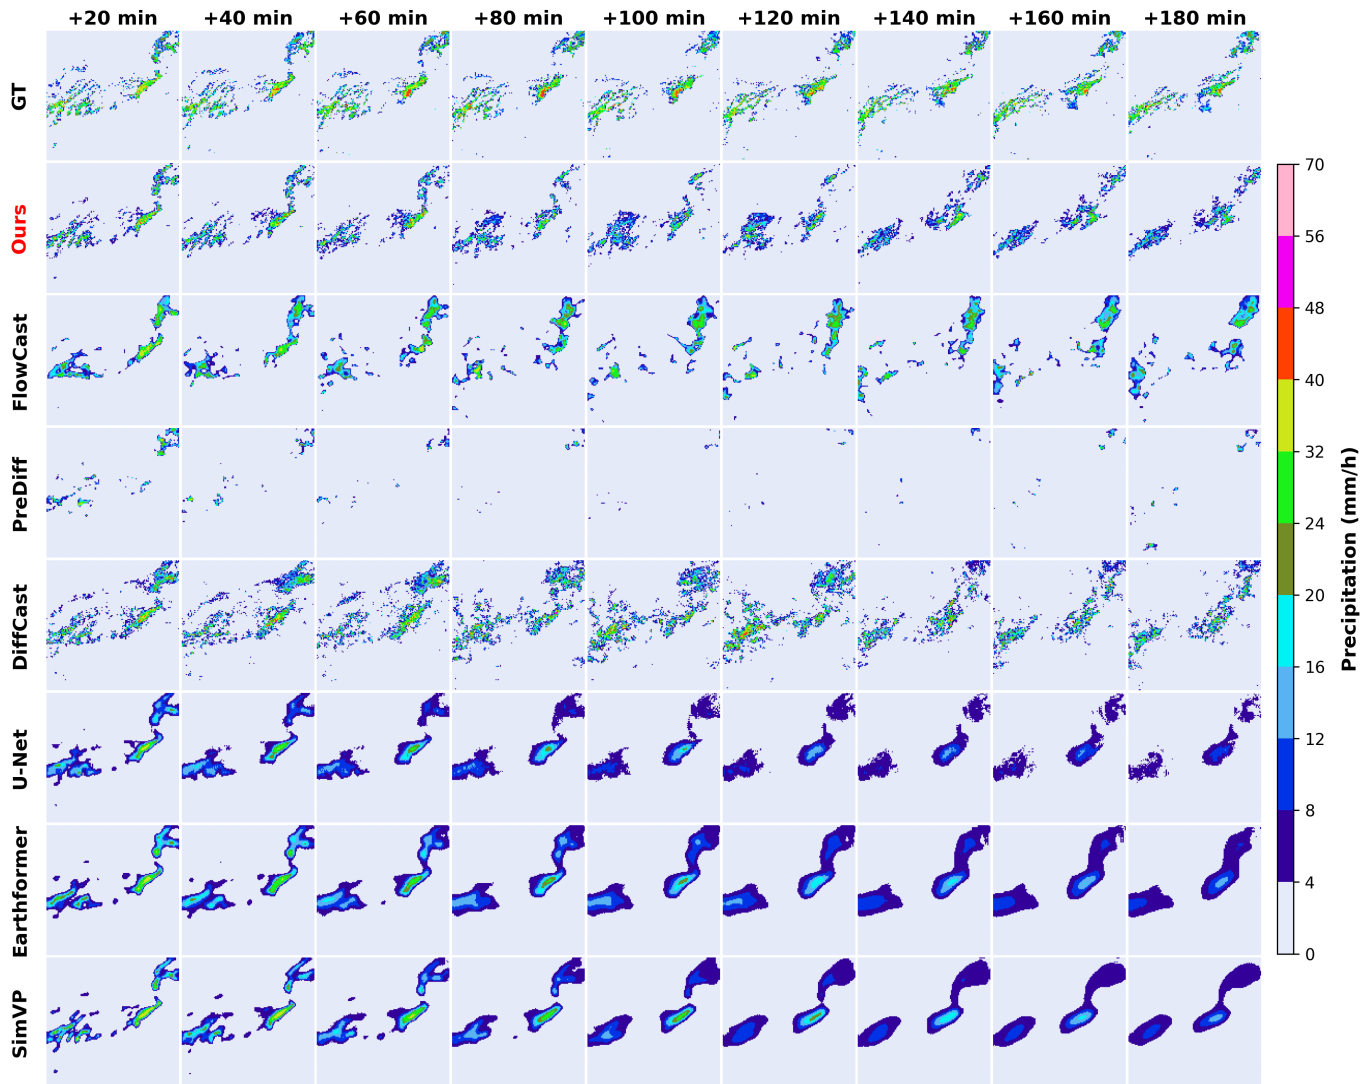 +20 min +40 min +60 min +80 min +100 min +120 min +140 min +160 min +180 min
GT
Ours
FlowCast
PreDiff
DiffCast
U-Net
Earthformer
SimVP
70
56
48
40
32
24
20
16
12
8
4
0
Precipitation (mm/h)